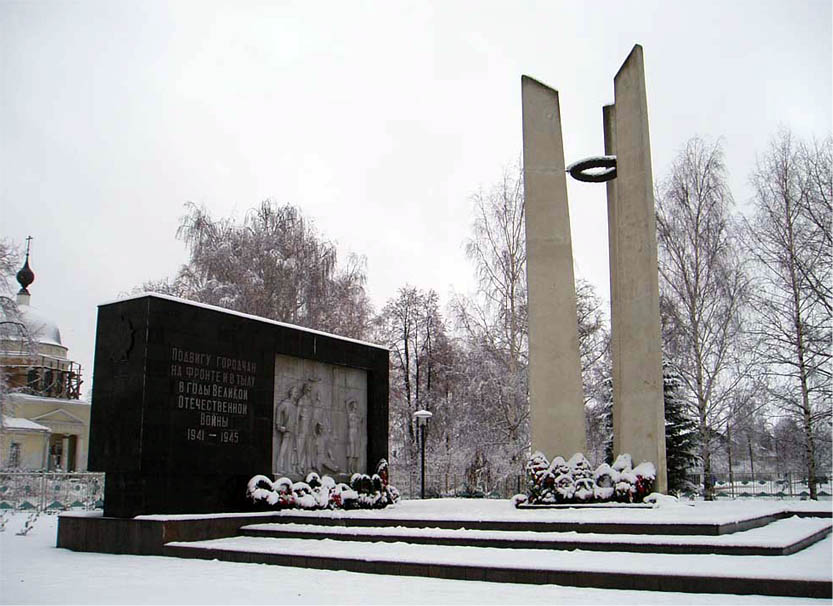 ПОДВИГУ ГОРОДЧАН
НА ФРОНТЕ И В ТЫЛУ
В ГОДЫ ВЕЛИКОЙ
ОТЕЧЕСТВЕННОЙ
ВОЙНЫ
1941 — 1945